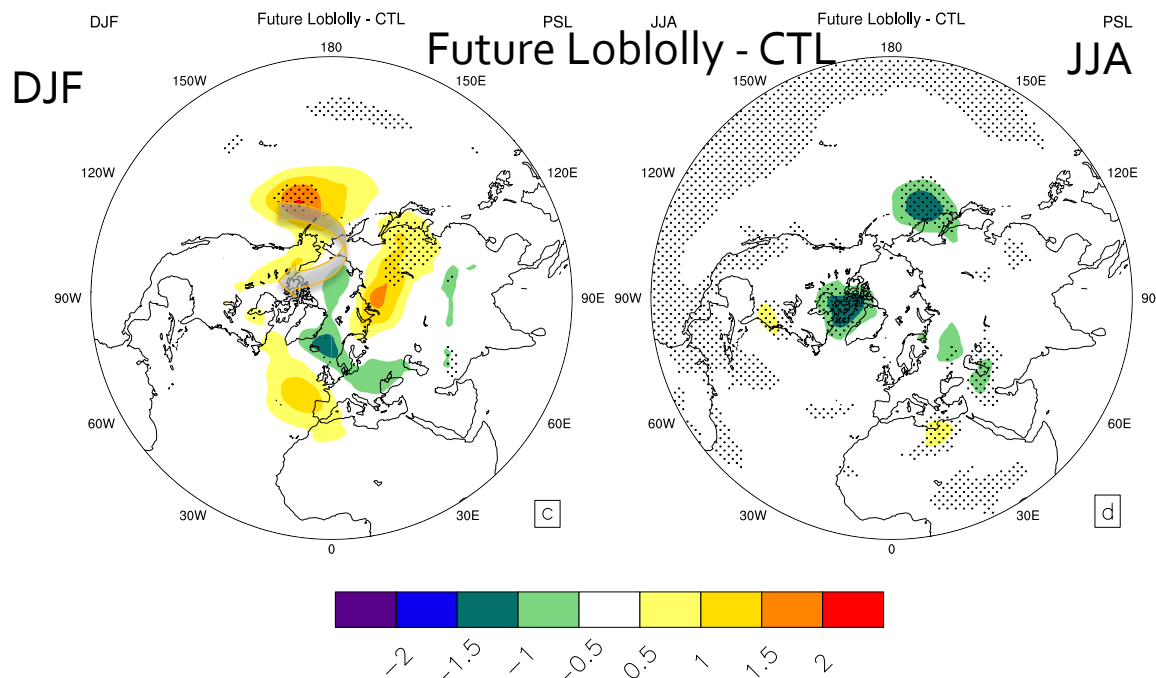 DJF Future Loblolly - CTL PSL
JJA Future Loblolly - CTL PSL
Future Loblolly - CTL
DJF
JJA
180
150W 150E
120W 120E
90W 90E
60W 60E
30W 30E
0
c
180
150W 150E
120W 120E
90W 90
60W 60E
30W 30E
0
d
−2 −1.5 −1 −0.5 0.5 1 1.5 2